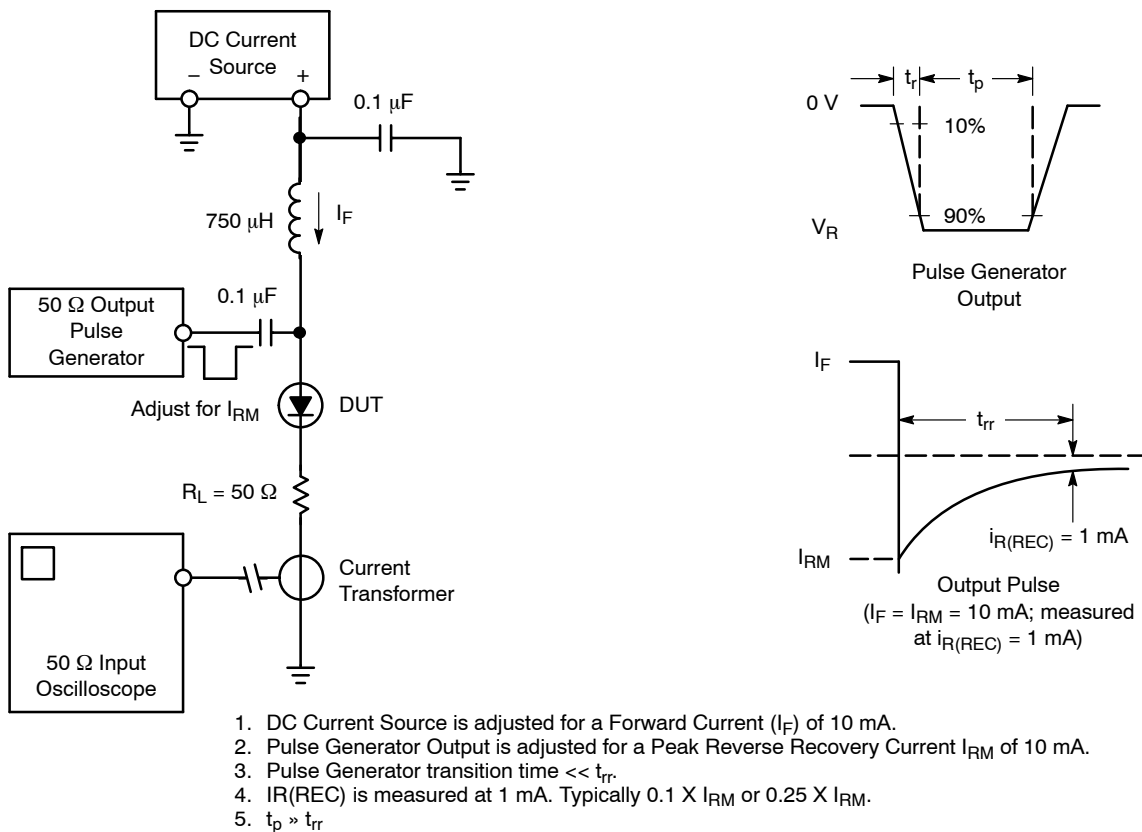 DC Current
Source
− +
0.1 μF
750 μH
I_F
0.1 μF
50 Ω Output
Pulse
Generator
Adjust for I_RM
DUT
R_L = 50 Ω
Current
Transformer
50 Ω Input
Oscilloscope
t_r t_p
0 V
10%
90%
V_R
Pulse Generator
Output
I_F
t_rr
i_R(REC) = 1 mA
I_RM
Output Pulse
(I_F = I_RM = 10 mA; measured
at i_R(REC) = 1 mA)
1. DC Current Source is adjusted for a Forward Current (I_F) of 10 mA.
2. Pulse Generator Output is adjusted for a Peak Reverse Recovery Current I_RM of 10 mA.
3. Pulse Generator transition time << t_rr.
4. IR(REC) is measured at 1 mA. Typically 0.1 X I_RM or 0.25 X I_RM.
5. t_p » t_rr